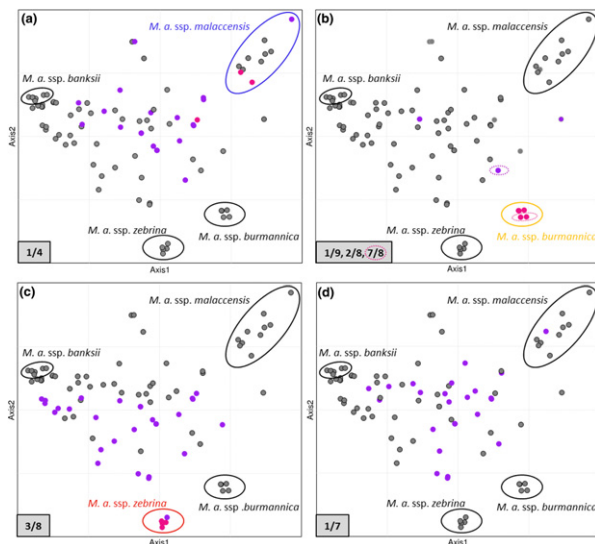 (a)
M. a. ssp. malaccensis
M. a. ssp. banksii
M. a. ssp. zebrina
M. a. ssp. burmannica
Axis2
Axis1
1/4
(b)
M. a. ssp. malaccensis
M. a. ssp. banksii
M. a. ssp. zebrina
M. a. ssp. burmannica
Axis2
Axis1
1/9, 2/8, 7/8
(c)
M. a. ssp. malaccensis
M. a. ssp. banksii
M. a. ssp. zebrina
M. a. ssp .burmannica
Axis2
Axis1
3/8
(d)
M. a. ssp. malaccensis
M. a. ssp. banksii
M. a. ssp. zebrina
M. a. ssp. burmannica
Axis2
Axis1
1/7